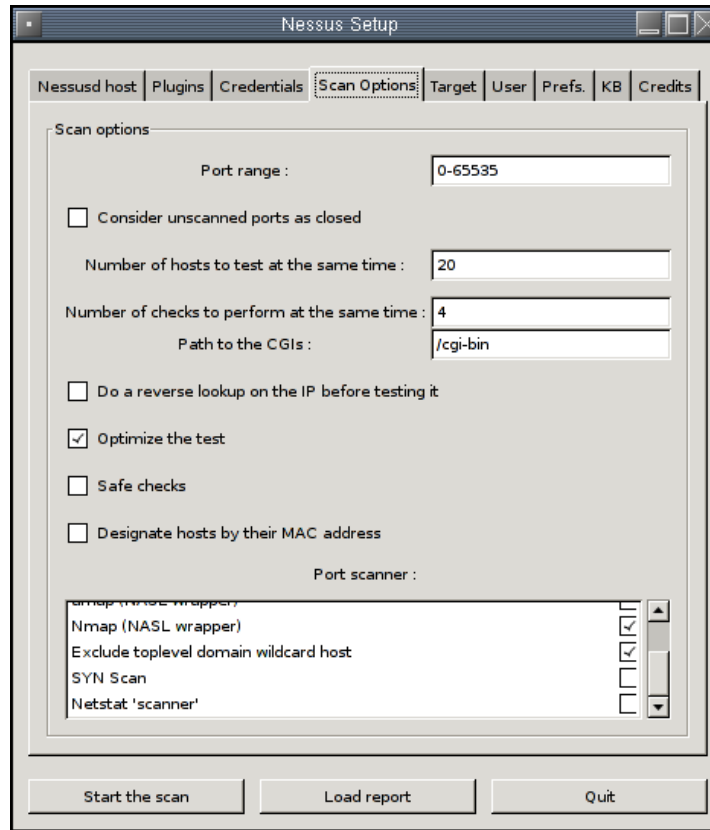 Nessus Setup
Nessusd host Plugins Credentials Scan Options Target User Prefs. KB Credits
Scan options
Port range :
0-65535
Consider unscanned ports as closed
Number of hosts to test at the same time :
20
Number of checks to perform at the same time :
4
Path to the CGIs :
/cgi-bin
Do a reverse lookup on the IP before testing it
Optimize the test
Safe checks
Designate hosts by their MAC address
Port scanner :
(NASL wrapper)
Nmap (NASL wrapper)
Exclude toplevel domain wildcard host
SYN Scan
Netstat 'scanner'
Start the scan Load report Quit